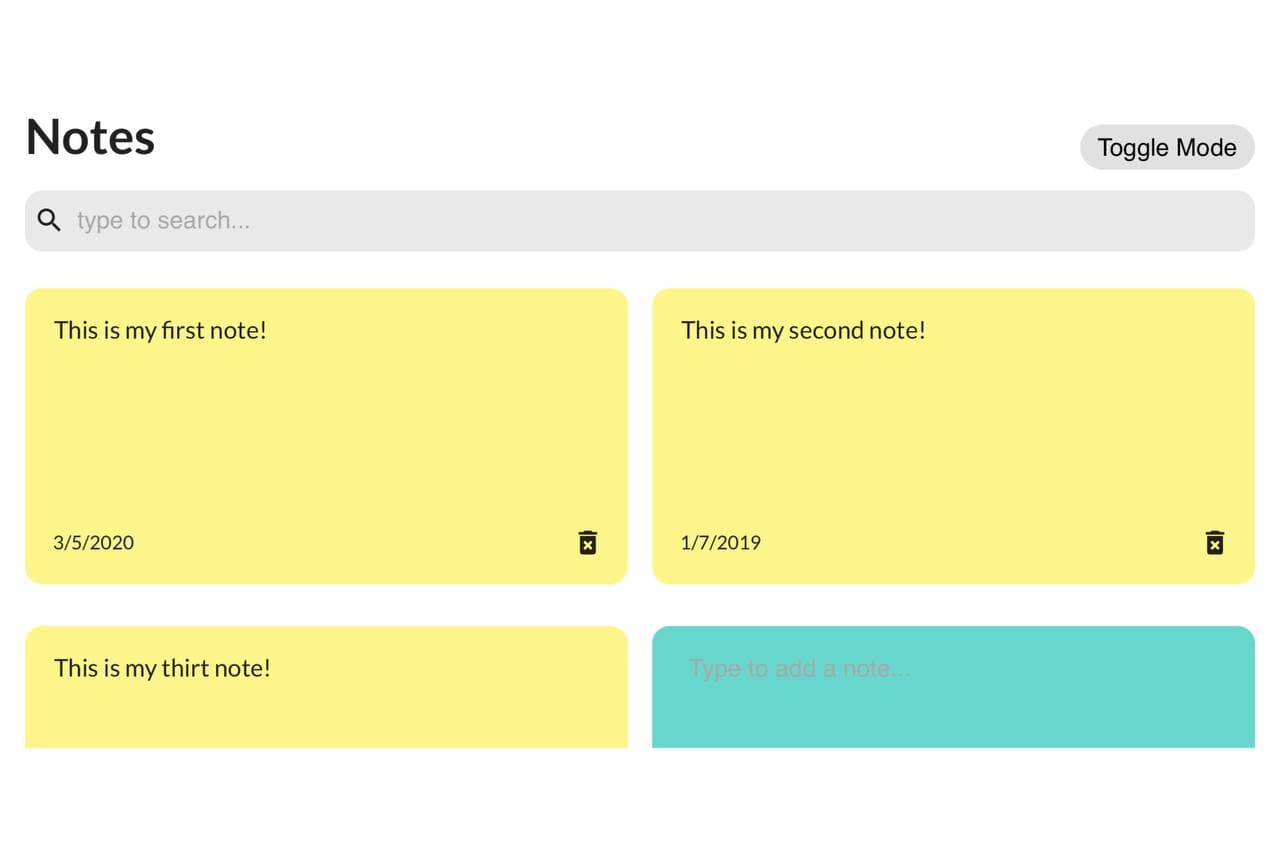 Notes
Toggle Mode
type to search...
This is my first note!
This is my second note!
3/5/2020
1/7/2019
This is my thirt note!
Type to add a note...